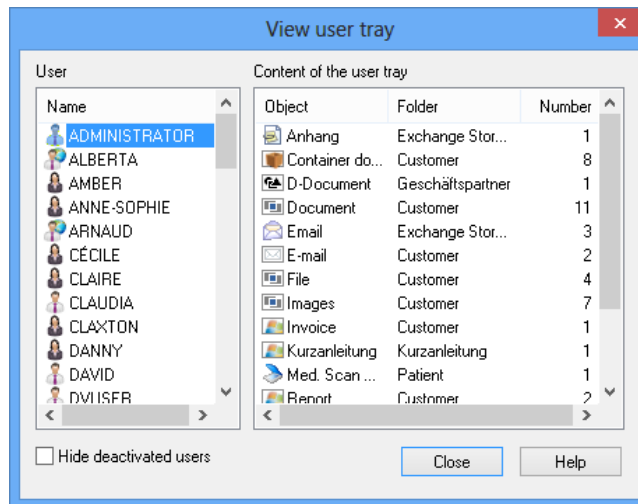 View user tray
User
Content of the user tray
Name
ADMINISTRATOR
ALBERTA
AMBER
ANNE-SOPHIE
ARNAUD
CÉCILE
CLAIRE
CLAUDIA
CLAXTON
DANNY
DAVID
DVUSER
Object Folder Number
Anhang Exchange Stor... 1
Container do... Customer 8
D-Document Geschäftspartner 1
Document Customer 11
Email Exchange Stor... 3
E-mail Customer 2
File Customer 4
Images Customer 7
Invoice Customer 1
Kurzanleitung Kurzanleitung 1
Med. Scan ... Patient 1
Report Customer 2
Hide deactivated users
Close
Help